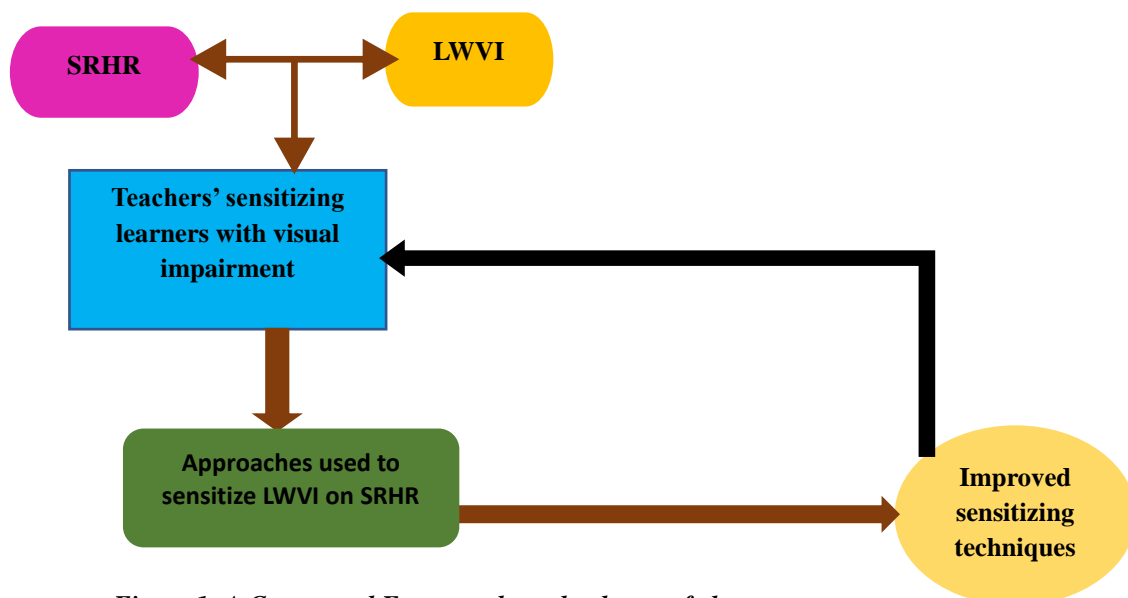 SRHR
LWVI
Teachers’ sensitizing
learners with visual
impairment
Approaches used to
sensitize LWVI on SRHR
Improved
sensitizing
techniques